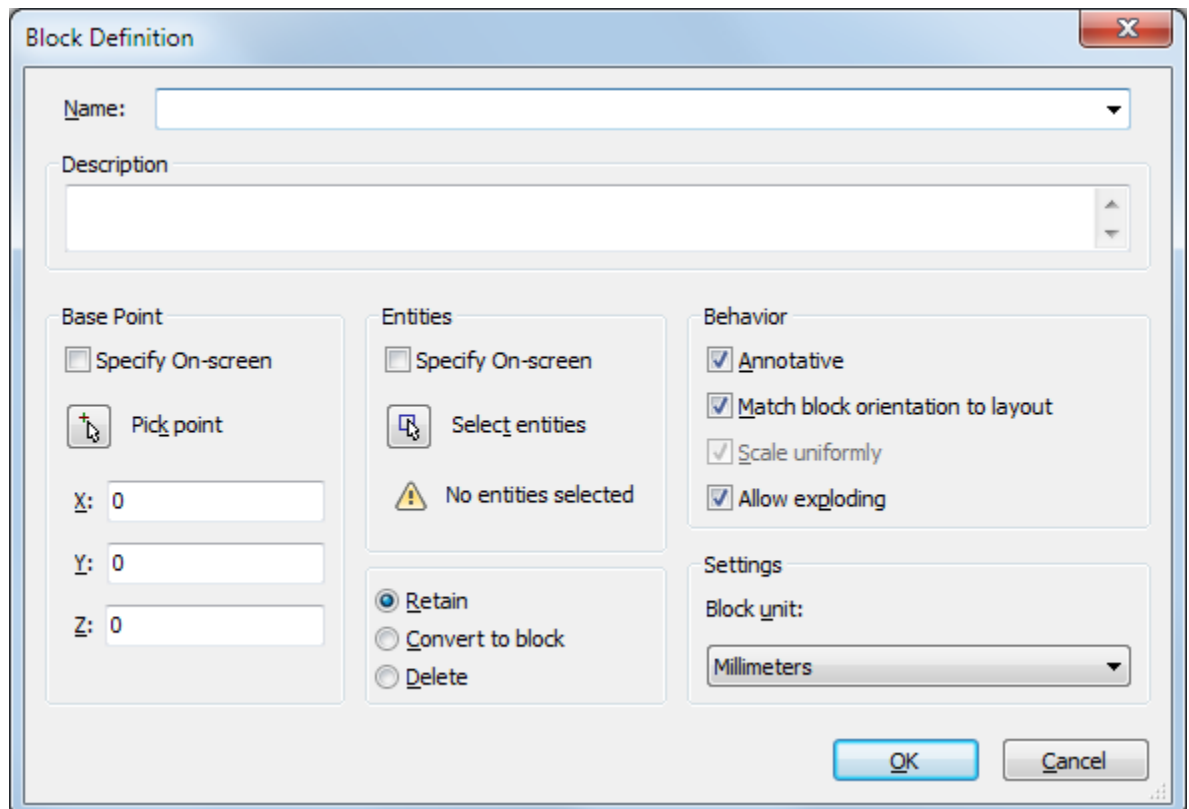 Block Definition
Name:
Description
Base Point
Specify On-screen
Pick point
X: 0
Y: 0
Z: 0
Entities
Specify On-screen
Select entities
No entities selected
Retain
Convert to block
Delete
Behavior
Annotative
Match block orientation to layout
Scale uniformly
Allow exploding
Settings
Block unit:
Millimeters
OK
Cancel